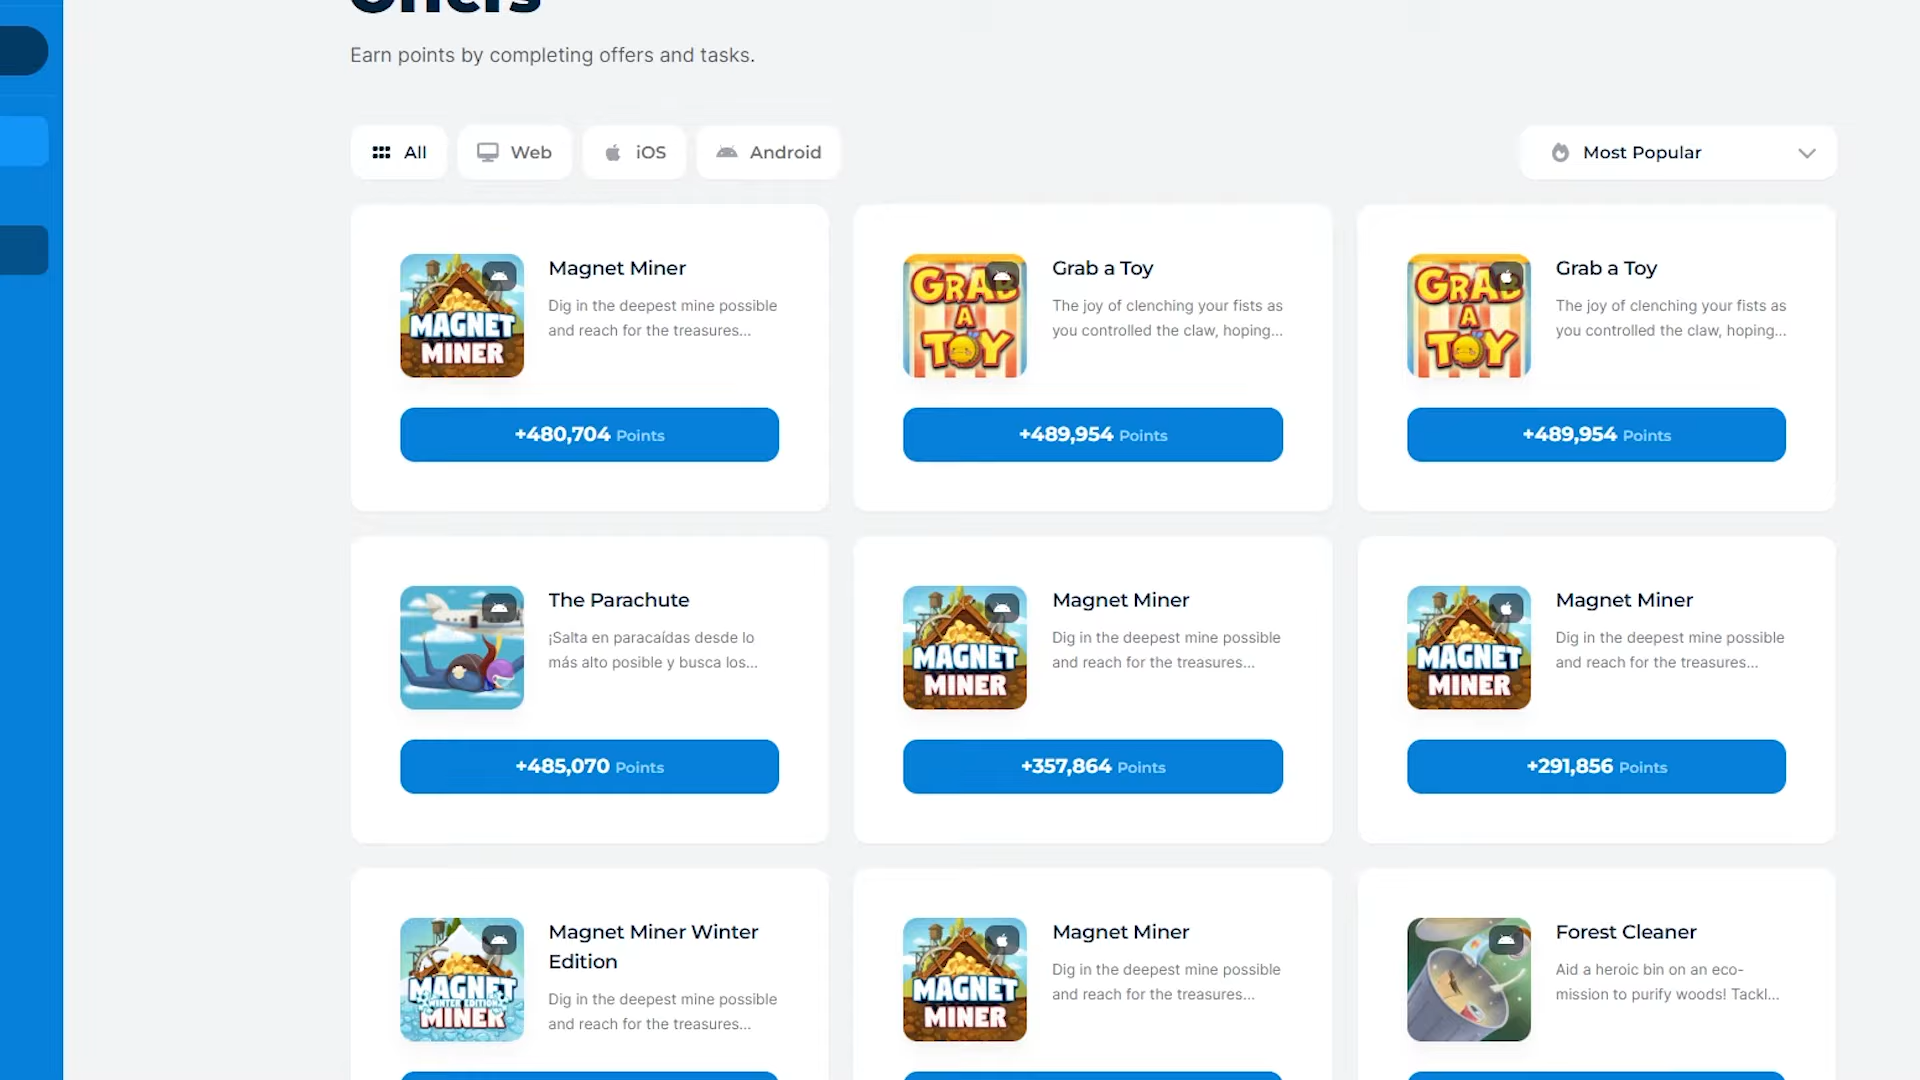 Offers
Earn points by completing offers and tasks.
All
Web
iOS
Android
Most Popular
MAGNET
MINER
Magnet Miner
Dig in the deepest mine possible
and reach for the treasures...
+480,704 Points
GRAB
A
TOY
Grab a Toy
The joy of clenching your fists as
you controlled the claw, hoping...
+489,954 Points
GRAB
A
TOY
Grab a Toy
The joy of clenching your fists as
you controlled the claw, hoping...
+489,954 Points
The Parachute
¡Salta en paracaídas desde lo
más alto posible y busca los...
+485,070 Points
MAGNET
MINER
Magnet Miner
Dig in the deepest mine possible
and reach for the treasures...
+357,864 Points
MAGNET
MINER
Magnet Miner
Dig in the deepest mine possible
and reach for the treasures...
+291,856 Points
MAGNET
WINTER EDITION
MINER
Magnet Miner Winter
Edition
Dig in the deepest mine possible
and reach for the treasures...
MAGNET
MINER
Magnet Miner
Dig in the deepest mine possible
and reach for the treasures...
Forest Cleaner
Aid a heroic bin on an eco-
mission to purify woods! Tackl...